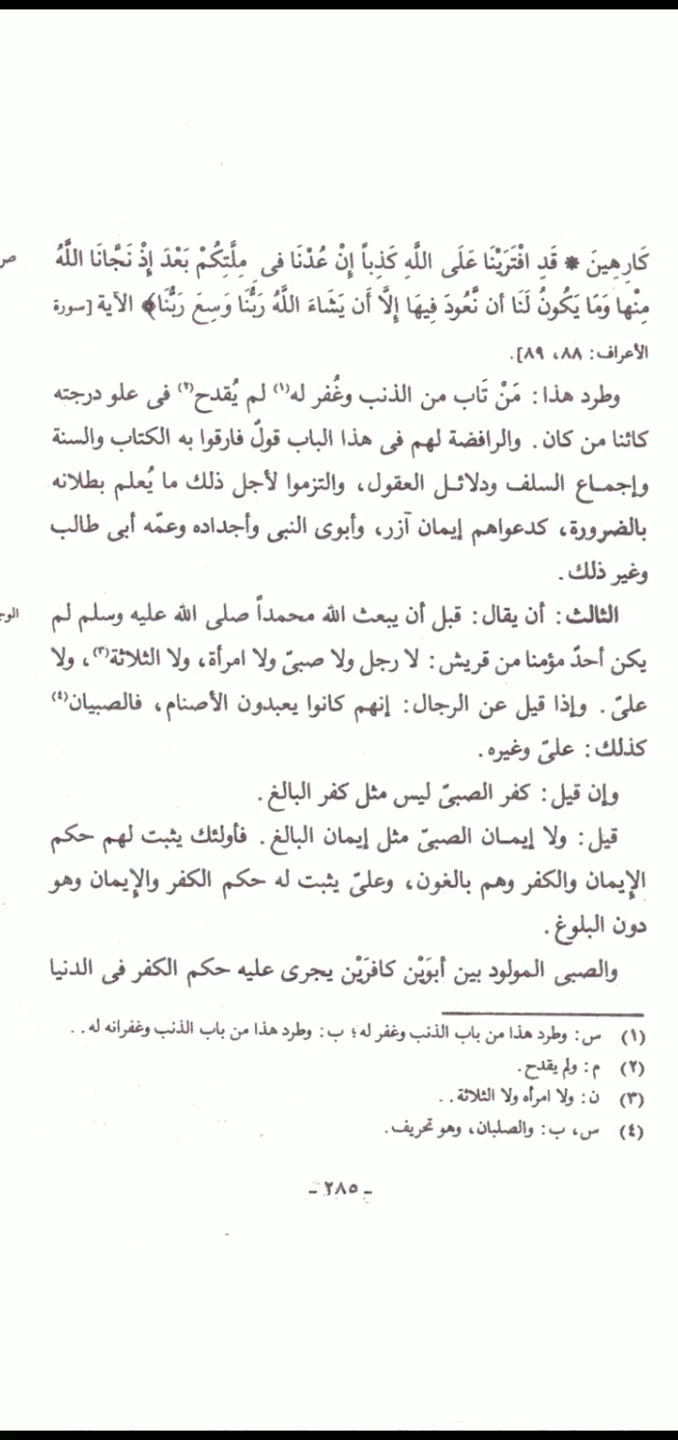 كَارِهِينَ * قَدِ افْتَرَيْنَا عَلَى اللَّهِ كَذِباً إِنْ عُدْنَا فى مِلَّتِكُمْ بَعْدَ إِذْ نَجَّانَا اللَّهُ
مِنْها وَمَا يَكُونُ لَنَا أن نَّعُودَ فِيهَا إِلَّا أَن يَشَاءَ اللَّهُ رَبُّنَا وَسِعَ رَبُّنَا﴾ الآية [سورة
الأعراف: ٨٨، ٨٩].
وطرد هذا: مَنْ تَاب من الذنب وغُفر له(١) لم يُقدح(٢) فى علو درجته
كائنا من كان. والرافضة لهم فى هذا الباب قولٌ فارقوا به الكتاب والسنة
وإجمـاع السلف ودلائـل العقول، والتزموا لأجل ذلك ما يُعلم بطلانه
بالضرورة، كدعواهم إيمان آزر، وأبوى النبى وأجداده وعمّه أبى طالب
وغير ذلك.
الثالث: أن يقال: قبل أن يبعث الله محمداً صلى الله عليه وسلم لم
يكن أحدٌ مؤمنا من قريش: لا رجل ولا صبىّ ولا امرأة، ولا الثلاثة(٣)، ولا
علىّ. وإذا قيل عن الرجال: إنهم كانوا يعبدون الأصنام، فالصبيان(٤)
كذلك: علىّ وغيره.
وإن قيل: كفر الصبىّ ليس مثل كفر البالغ.
قيل: ولا إيمـان الصبىّ مثل إيمان البالغ. فأولئك يثبت لهم حكم
الإيمان والكفر وهم بالغون، وعلىّ يثبت له حكم الكفر والإيمان وهو
دون البلوغ.
والصبى المولود بين أبوَيْن كافرَيْن يجرى عليه حكم الكفر فى الدنيا
(١) س: وطرد هذا من باب الذنب وغفر له؛ ب: وطرد هذا من باب الذنب وغفرانه له. .
(٢) م: ولم يقدح.
(٣) ن: ولا امرأه ولا الثلاثة. .
(٤) س، ب: والصلبان، وهو تحريف.
ـ ٢٨٥ ـ